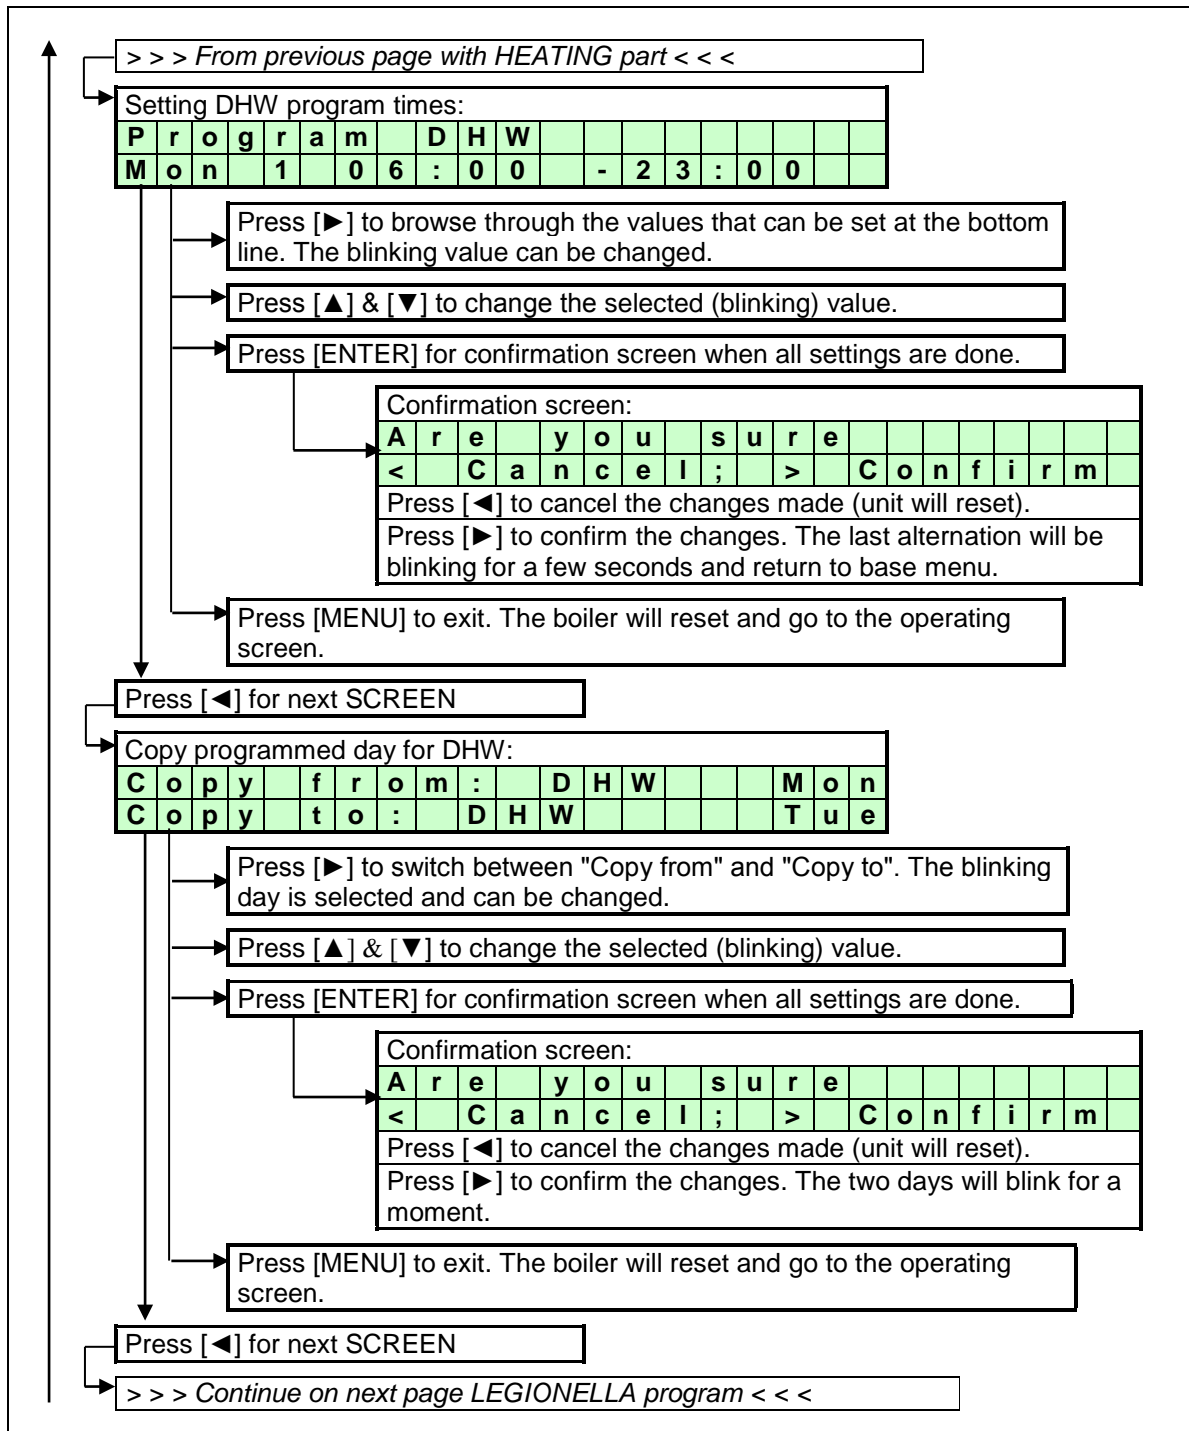 > > > From previous page with HEATING part < < <
Setting DHW program times:
Program DHW
Mon 1 06:00 -23:00
Press [►] to browse through the values that can be set at the bottom
line. The blinking value can be changed.
Press [▲] & [▼] to change the selected (blinking) value.
Press [ENTER] for confirmation screen when all settings are done.
Confirmation screen:
Are you sure
< Cancel; > Confirm
Press [◄] to cancel the changes made (unit will reset).
Press [►] to confirm the changes. The last alternation will be
blinking for a few seconds and return to base menu.
Press [MENU] to exit. The boiler will reset and go to the operating
screen.
Press [◄] for next SCREEN
Copy programmed day for DHW:
Copy from: DHW Mon
Copy to: DHW Tue
Press [►] to switch between "Copy from" and "Copy to". The blinking
day is selected and can be changed.
Press [▲] & [▼] to change the selected (blinking) value.
Press [ENTER] for confirmation screen when all settings are done.
Confirmation screen:
Are you sure
< Cancel; > Confirm
Press [◄] to cancel the changes made (unit will reset).
Press [►] to confirm the changes. The two days will blink for a
moment.
Press [MENU] to exit. The boiler will reset and go to the operating
screen.
Press [◄] for next SCREEN
> > > Continue on next page LEGIONELLA program < < <